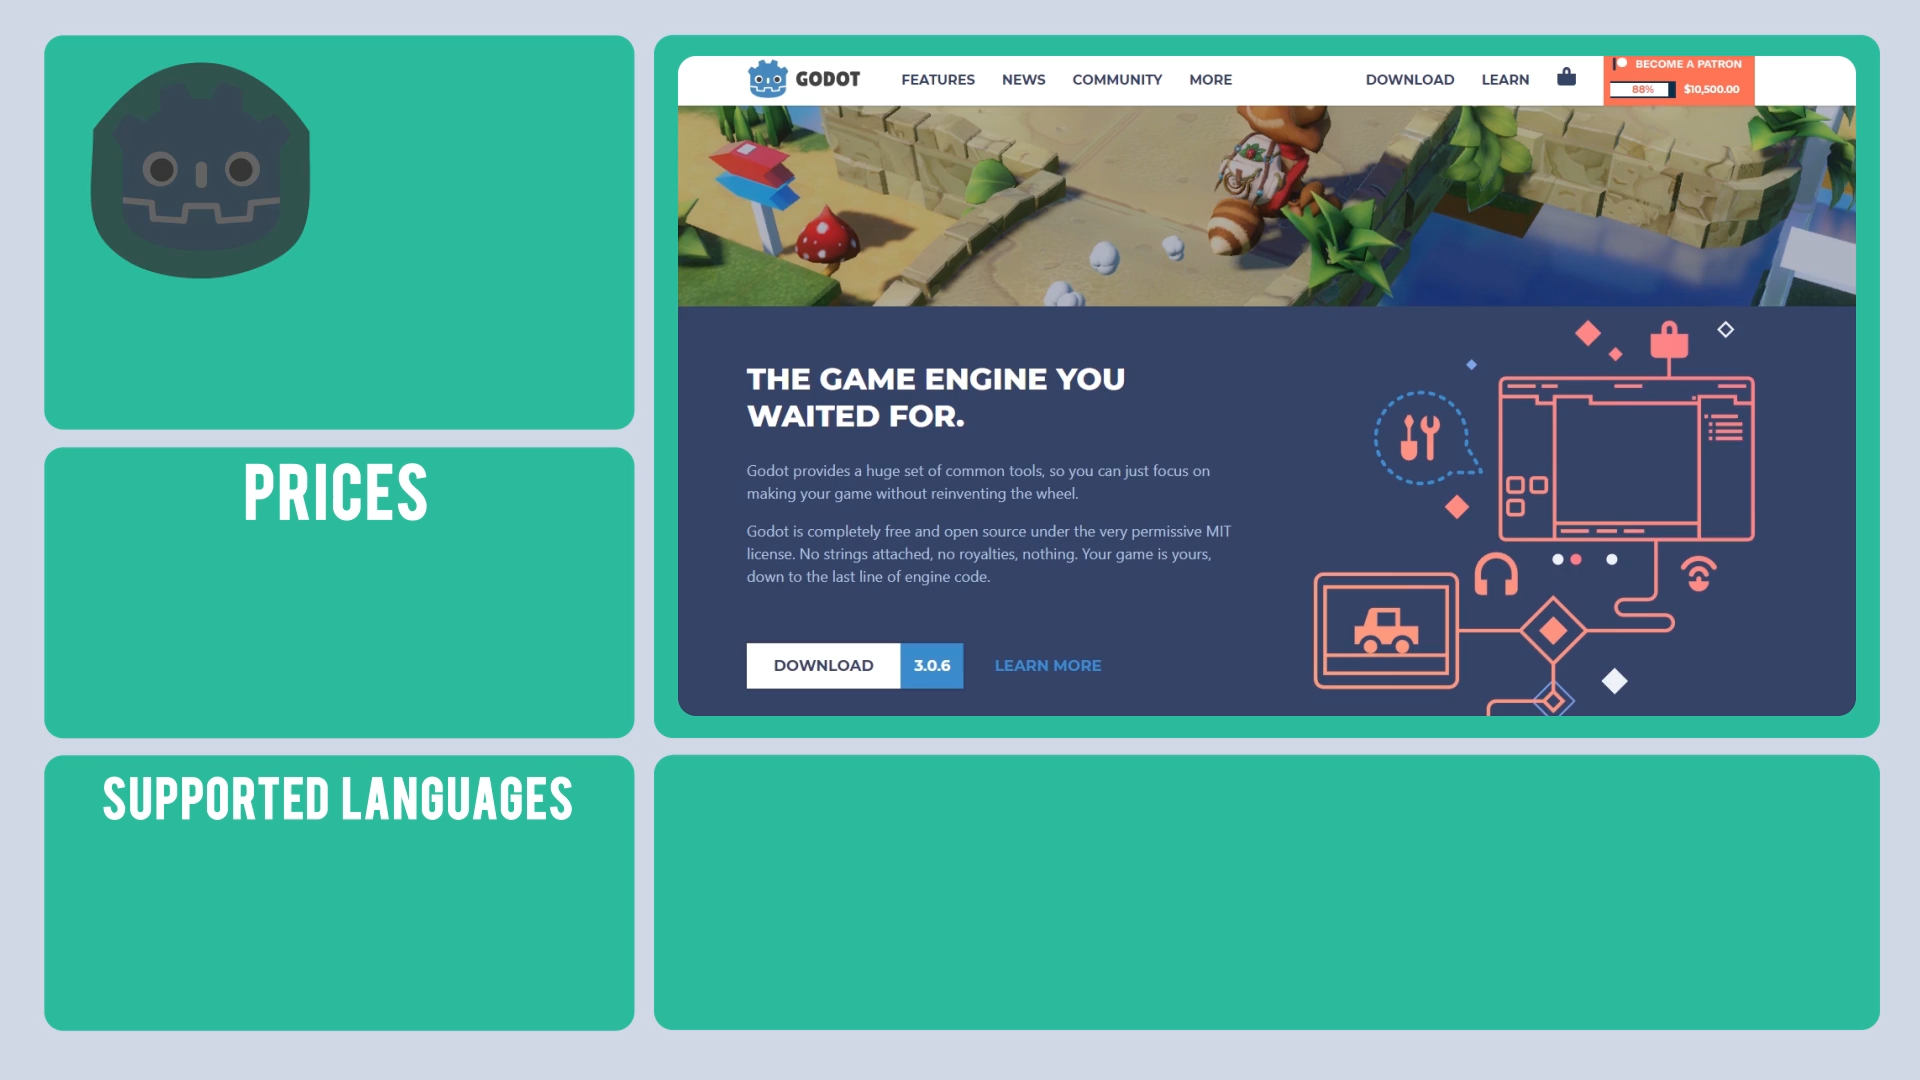 PRICES
SUPPORTED LANGUAGES
GODOT
FEATURES
NEWS
COMMUNITY
MORE
DOWNLOAD
LEARN
BECOME A PATRON
88%
$10,500.00
THE GAME ENGINE YOU
WAITED FOR.
Godot provides a huge set of common tools, so you can just focus on
making your game without reinventing the wheel.
Godot is completely free and open source under the very permissive MIT
license. No strings attached, no royalties, nothing. Your game is yours,
down to the last line of engine code.
DOWNLOAD
3.0.6
LEARN MORE